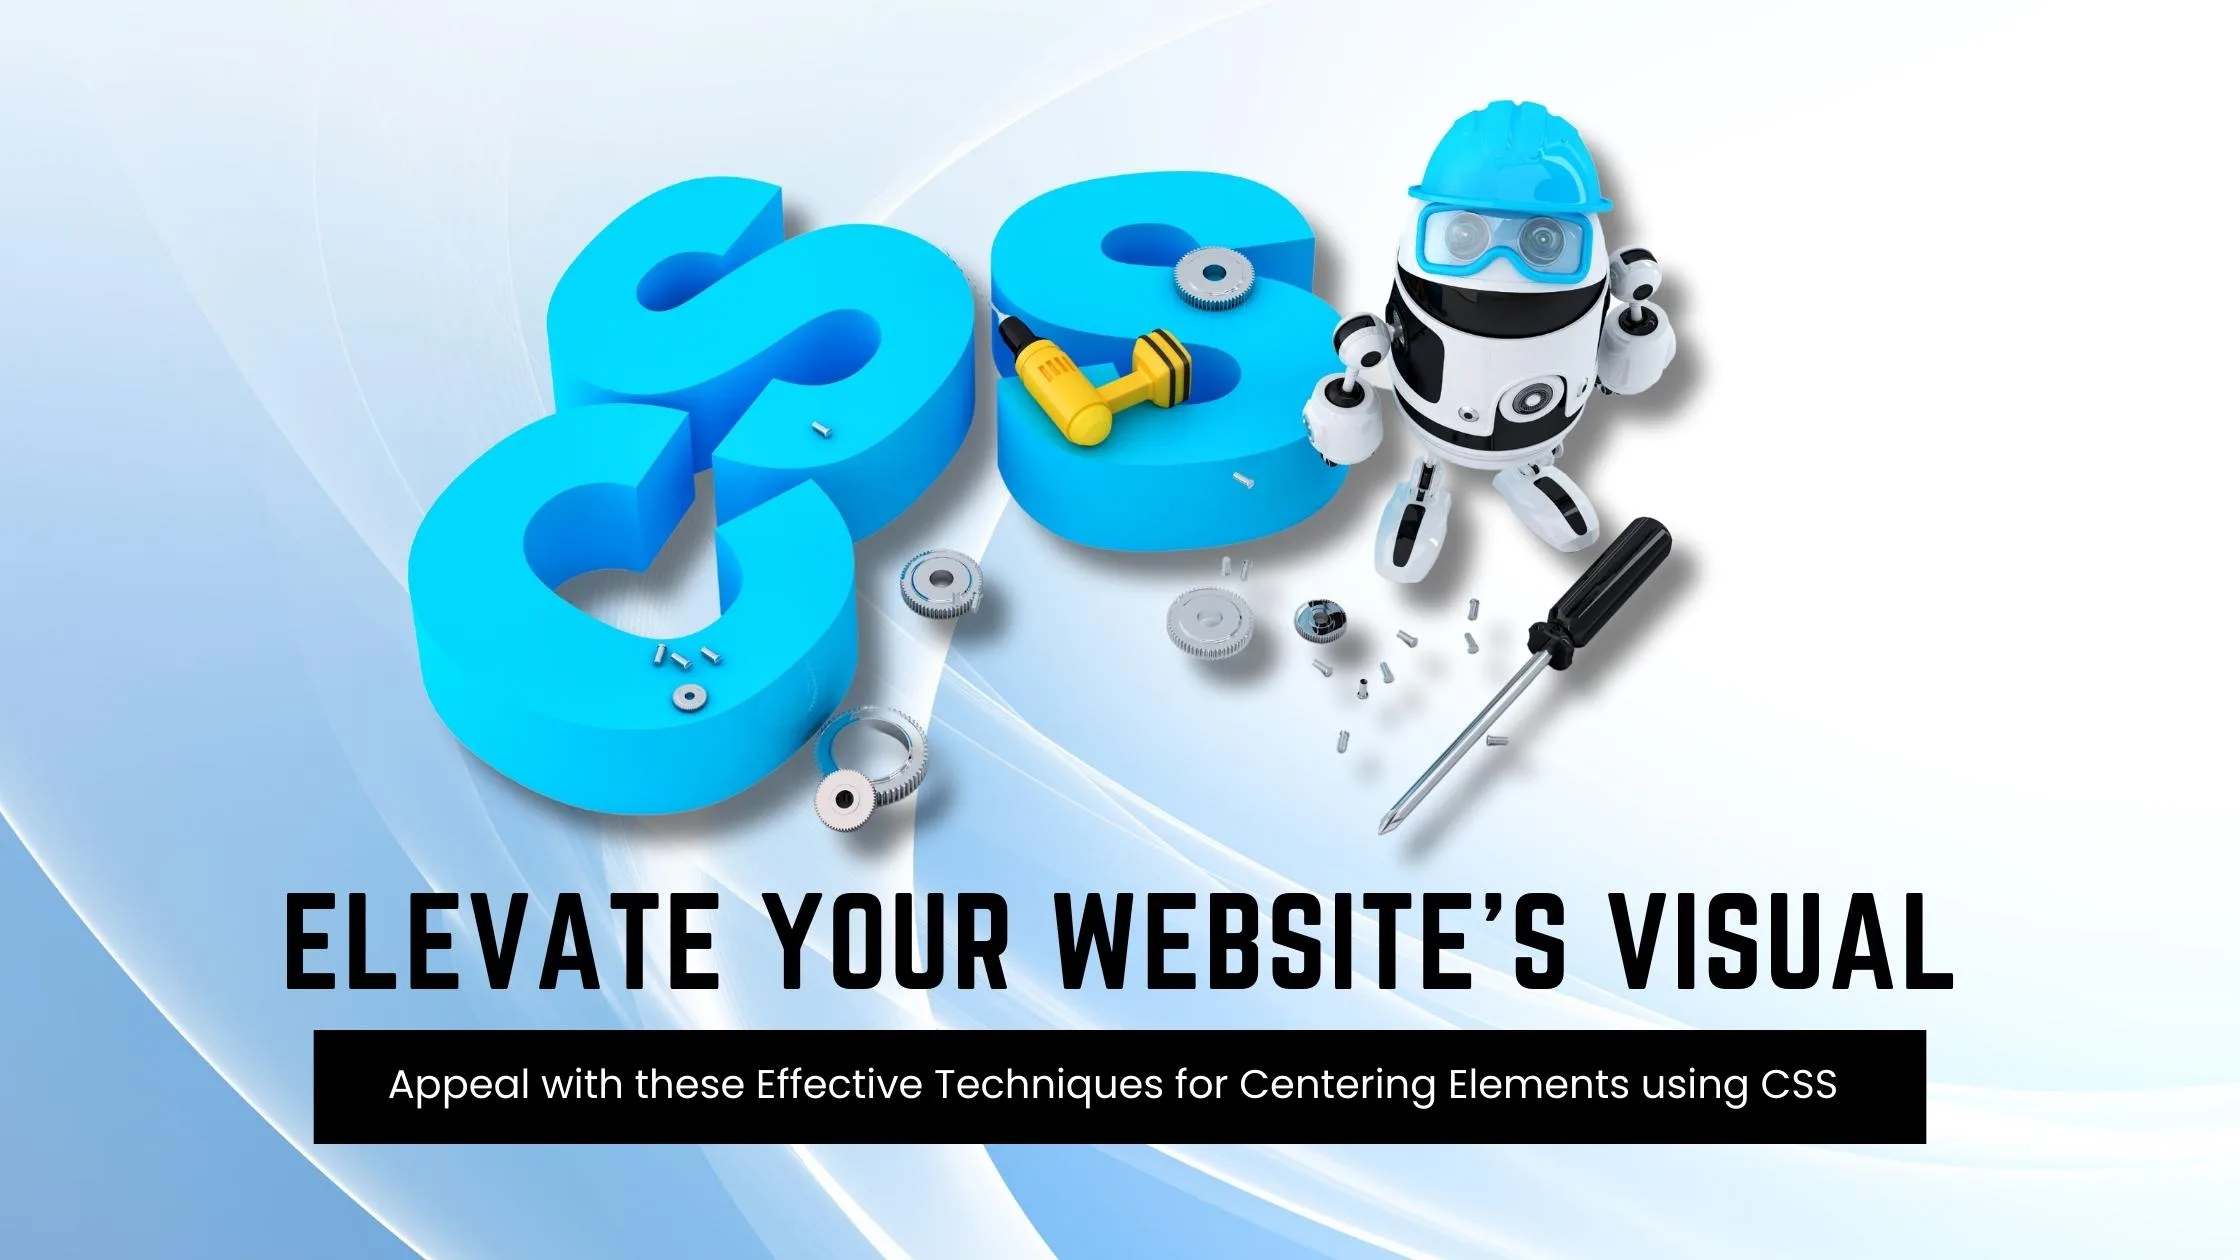 CSS
ELEVATE YOUR WEBSITE’S VISUAL
Appeal with these Effective Techniques for Centering Elements using CSS